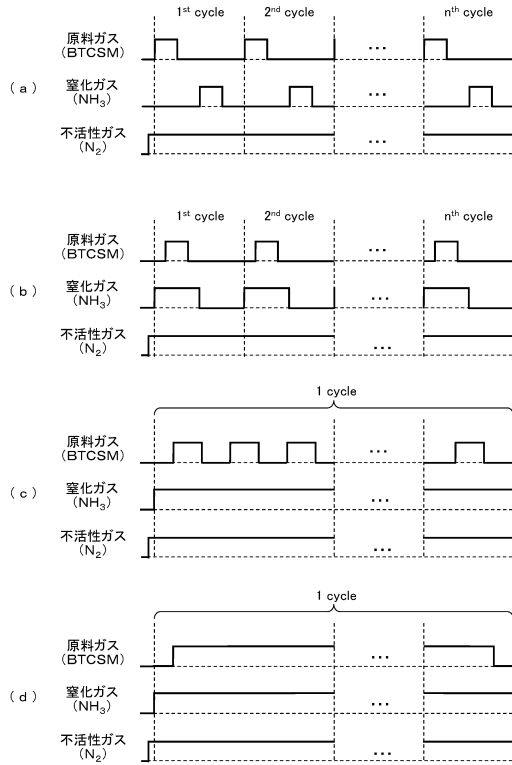 1st cycle 2nd cycle nth cycle
(a)
原料ガス
(BTCSM)
...
窒化ガス
(NH3)
...
不活性ガス
(N2)
...
1st cycle 2nd cycle nth cycle
(b)
原料ガス
(BTCSM)
...
窒化ガス
(NH3)
...
不活性ガス
(N2)
...
1 cycle
(c)
原料ガス
(BTCSM)
...
窒化ガス
(NH3)
...
不活性ガス
(N2)
...
1 cycle
(d)
原料ガス
(BTCSM)
...
窒化ガス
(NH3)
...
不活性ガス
(N2)
...